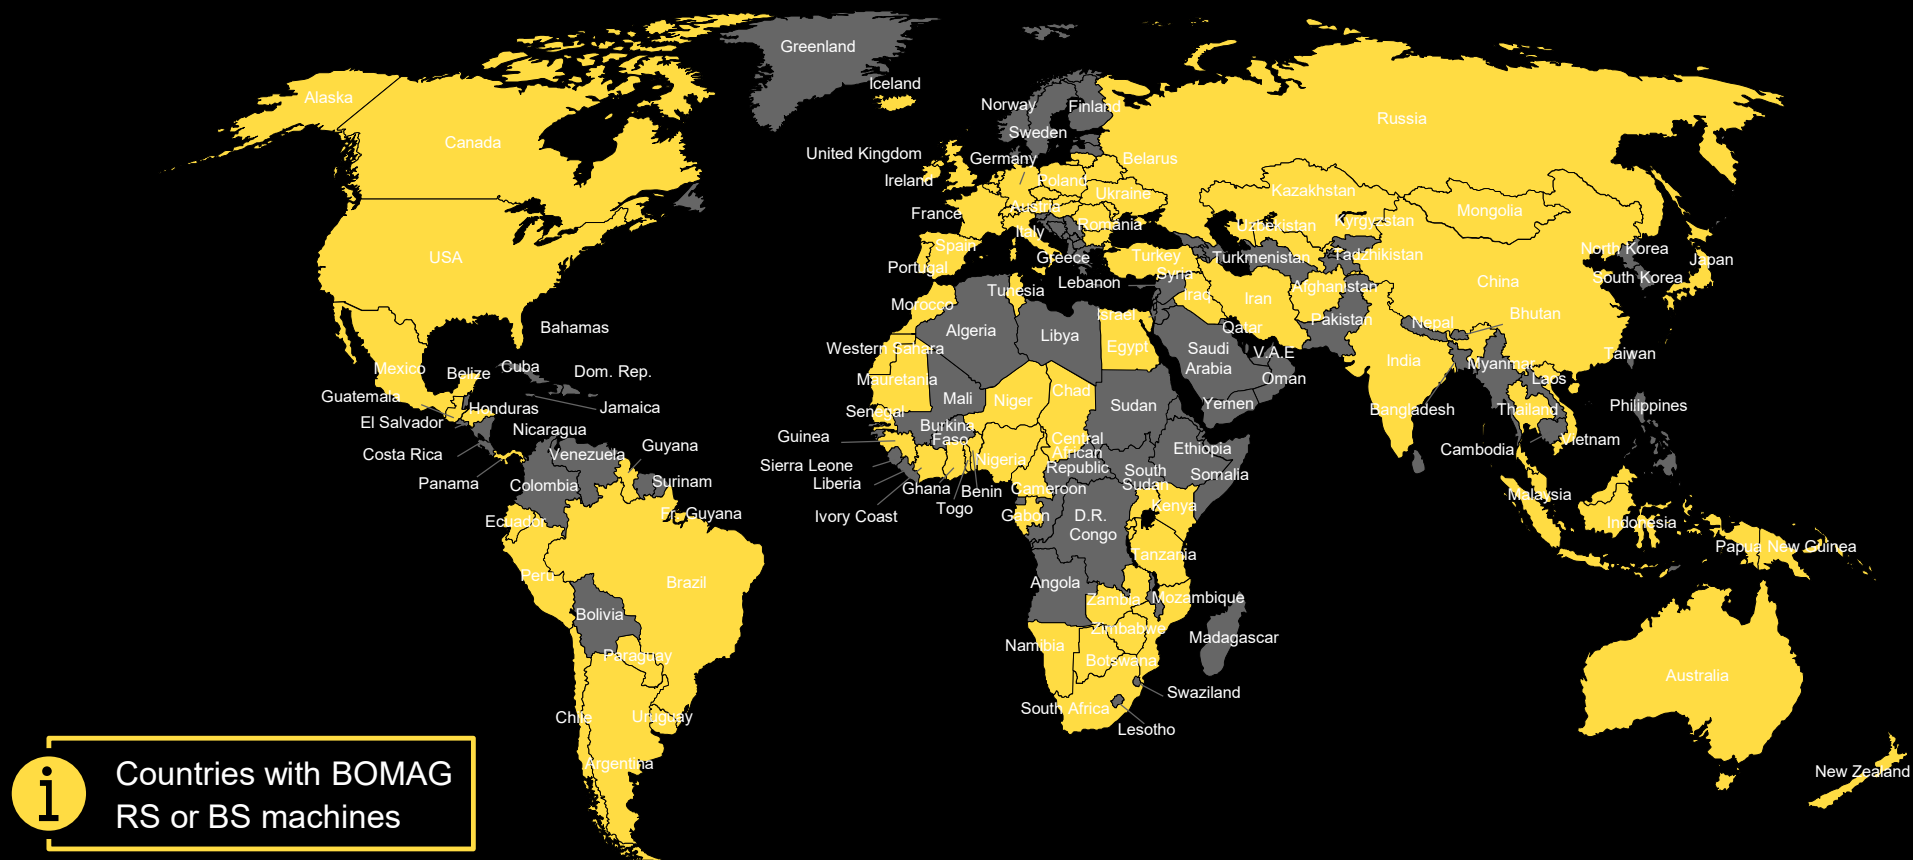 Greenland
Iceland
Alaska
Canada
Norway
Finland
Sweden
Russia
United Kingdom
Germany
Belarus
Ireland
Poland
Ukraine
Kazakhstan
France
Austria
Mongolia
Romania
Uzbekistan
Kyrgyzstan
Italy
Spain
North Korea
USA
Greece
Turkey
Turkmenistan
Tadzhikistan
Japan
Portugal
Syria
South Korea
Lebanon
China
Tunesia
Afghanistan
Iraq
Iran
Morocco
Israel
Bhutan
Bahamas
Algeria
Libya
Qatar
Pakistan
Nepal
Western Sahara
Egypt
Saudi
Arabia
V.A.E
India
Taiwan
Mexico
Belize
Cuba
Dom. Rep.
Mauretania
Oman
Myanmar
Laos
Guatemala
Honduras
Jamaica
Mali
Niger
Chad
Sudan
Yemen
Bangladesh
Thailand
Philippines
El Salvador
Senegal
Nicaragua
Burkina
Faso
Guinea
Central
African
Republic
Ethiopia
Vietnam
Costa Rica
Venezuela
Guyana
Cambodia
Sierra Leone
Nigeria
South
Sudan
Somalia
Panama
Colombia
Surinam
Liberia
Ghana
Benin
Cameroon
Malaysia
Ivory Coast
Togo
Gabon
Kenya
Fr. Guyana
Ecuador
D.R.
Congo
Indonesia
Tanzania
Papua New Guinea
Peru
Brazil
Angola
Zambia
Mozambique
Bolivia
Zimbabwe
Madagascar
Namibia
Paraguay
Botswana
Australia
Swaziland
South Africa
Chile
Uruguay
Lesotho
Argentina
New Zealand
i
Countries with BOMAG
RS or BS machines